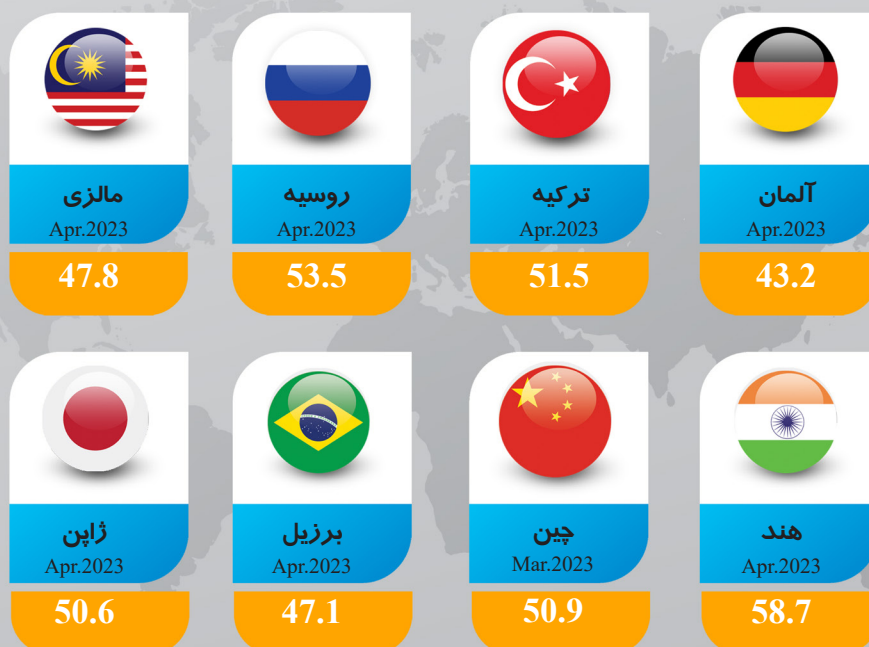 آلمان
Apr.2023
43.2
ترکیه
Apr.2023
51.5
روسیه
Apr.2023
53.5
مالزی
Apr.2023
47.8
هند
Apr.2023
58.7
چین
Mar.2023
50.9
برزیل
Apr.2023
47.1
ژاپن
Apr.2023
50.6